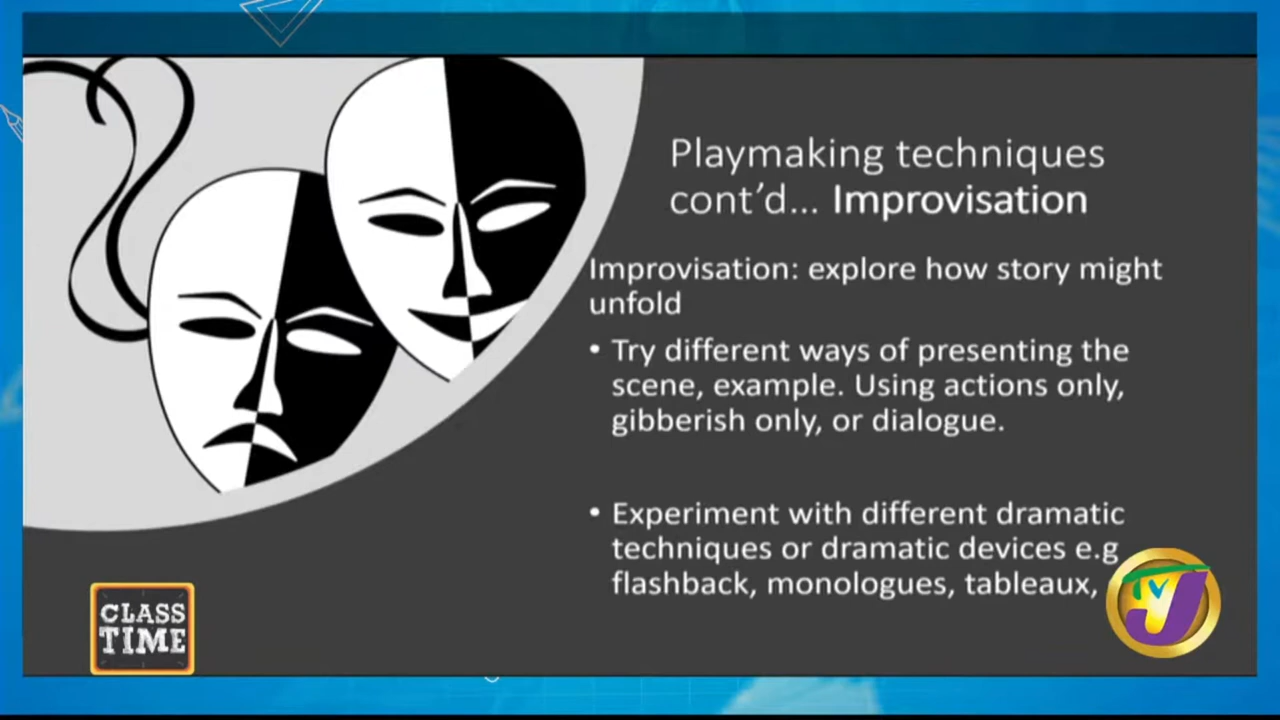 Playmaking techniques
cont’d… Improvisation
Improvisation: explore how story might
unfold
• Try different ways of presenting the
scene, example. Using actions only,
gibberish only, or dialogue.
• Experiment with different dramatic
techniques or dramatic devices e.g
flashback, monologues, tableaux,
CLASS
TIME
TVJ